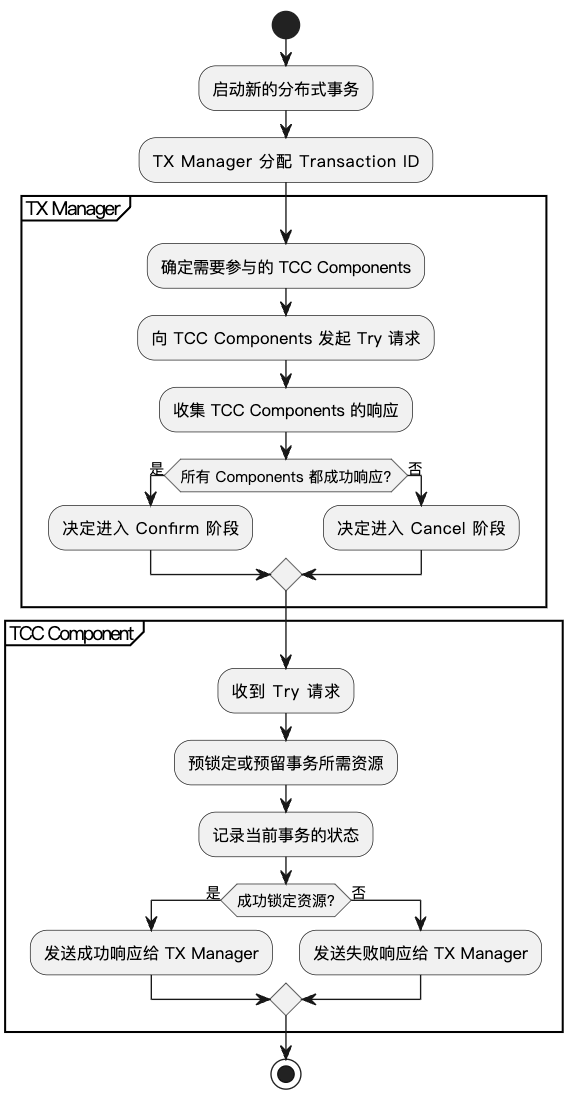 启动新的分布式事务
TX Manager 分配 Transaction ID
TX Manager
确定需要参与的 TCC Components
向 TCC Components 发起 Try 请求
收集 TCC Components 的响应
是
所有 Components 都成功响应?
否
决定进入 Confirm 阶段
决定进入 Cancel 阶段
TCC Component
收到 Try 请求
预锁定或预留事务所需资源
记录当前事务的状态
是
成功锁定资源?
否
发送成功响应给 TX Manager
发送失败响应给 TX Manager